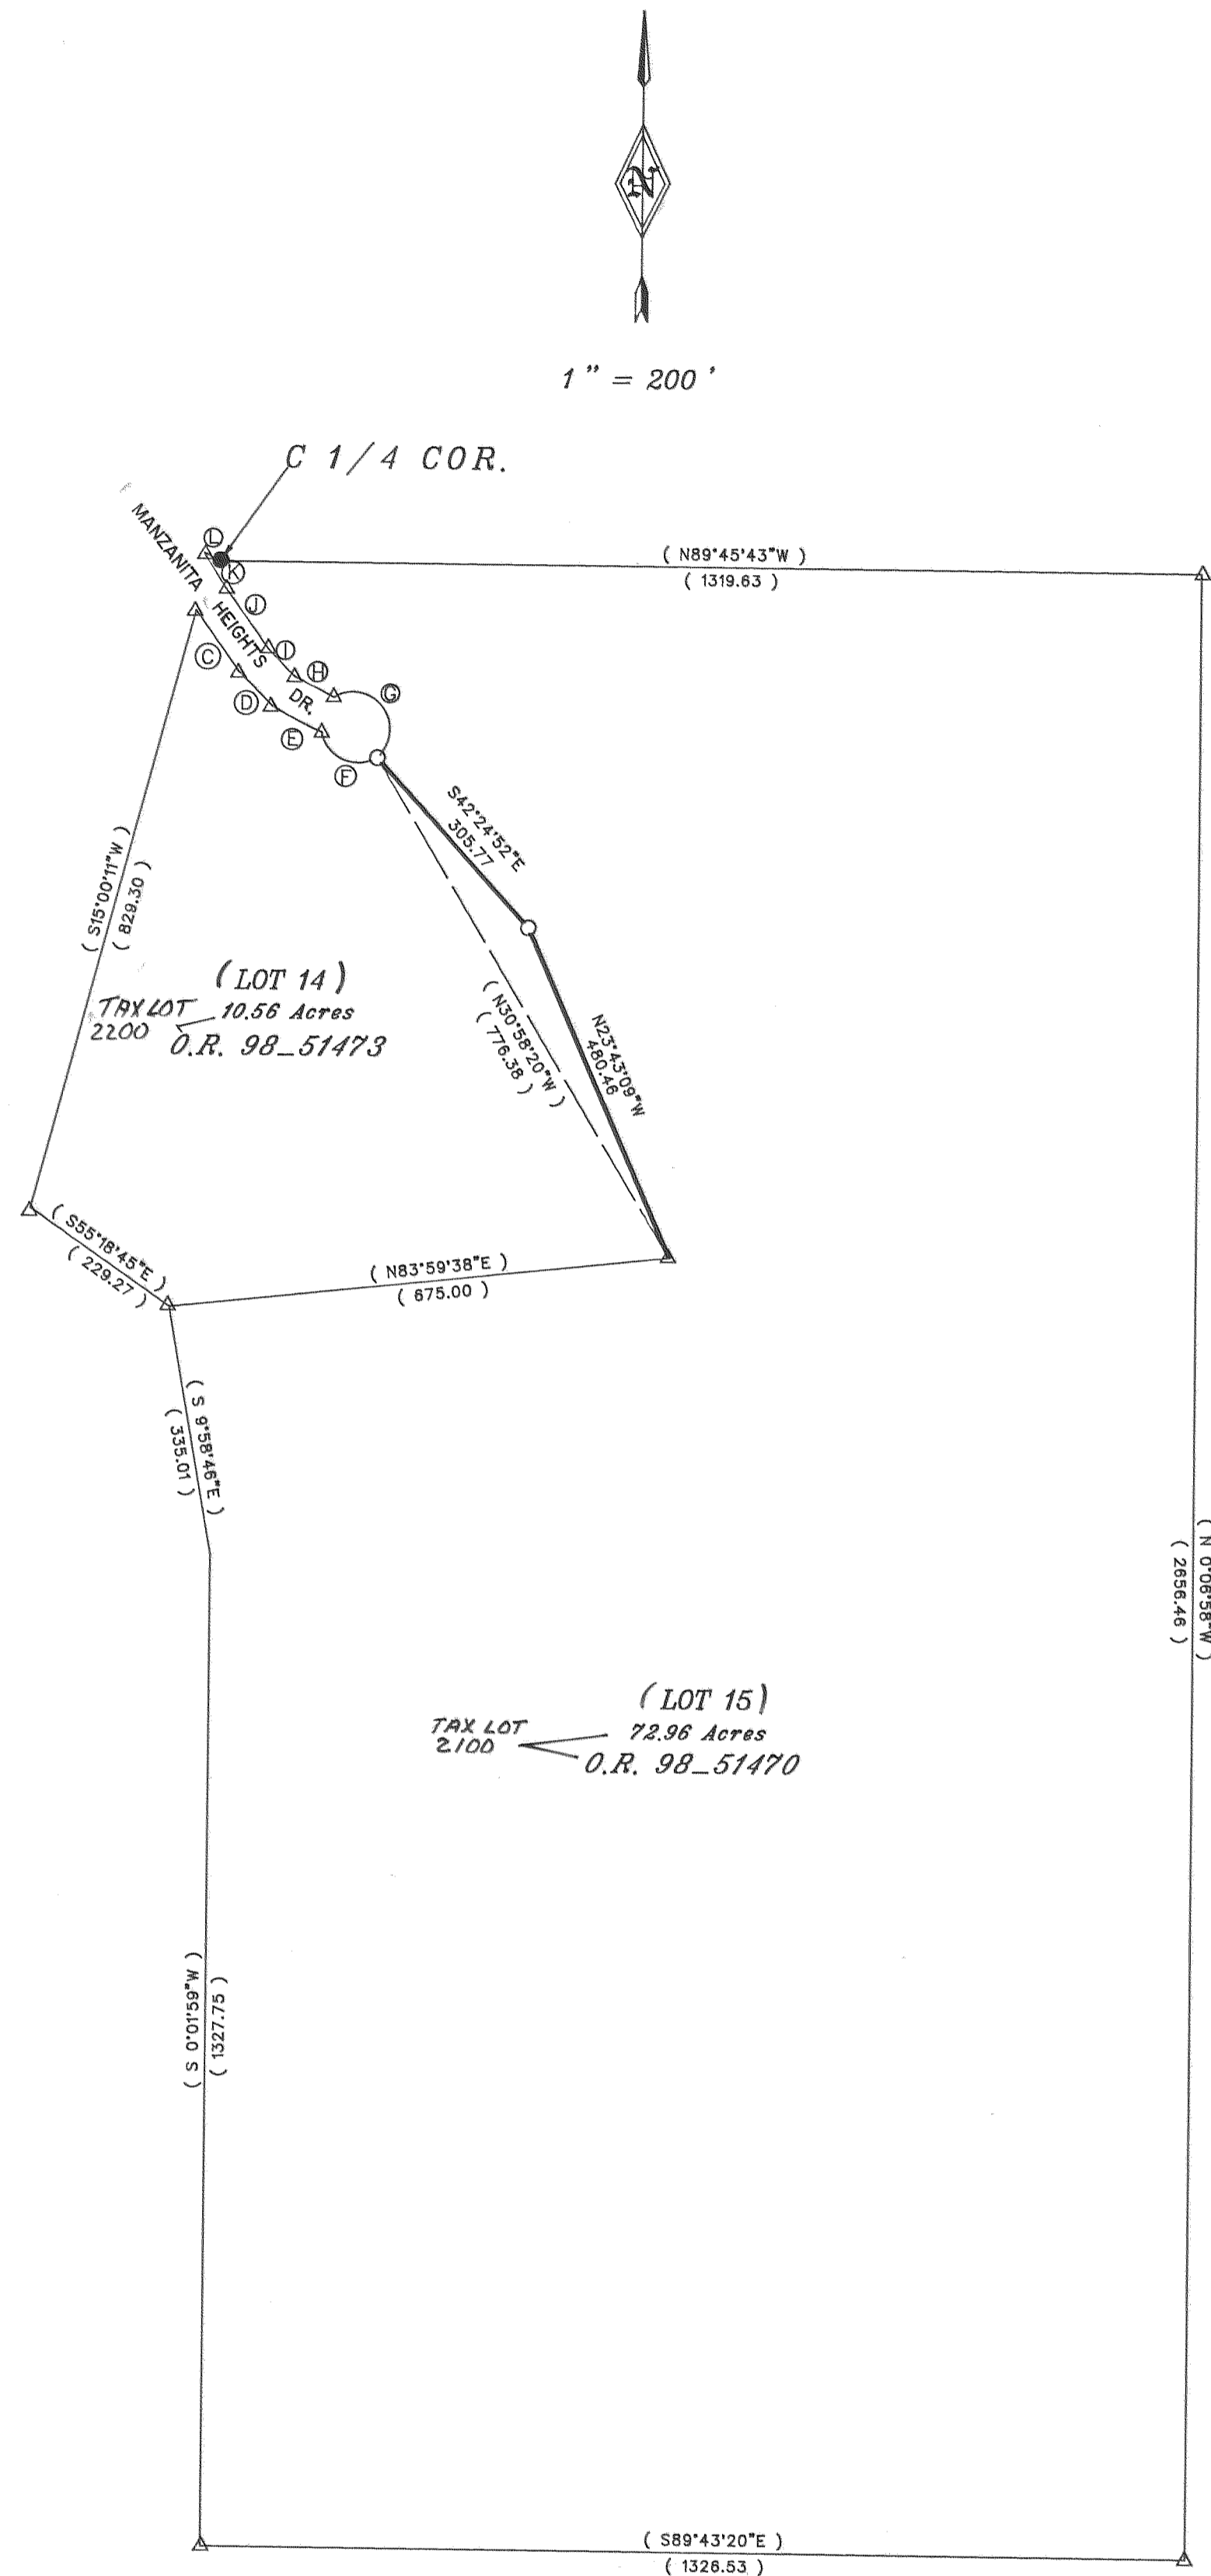 N
1" = 200'
C 1/4 COR.
MANZANITA HEIGHTS DR.
L
K
J
I
H
G
C
D
E
F
( N89°45'43"W )
( 1319.63 )
S42°24'52"E
305.77
( S15°00'11"W )
( 829.30 )
( LOT 14 )
TAX LOT
2200
10.56 Acres
O.R. 98_51473
( N30°58'20"W )
( 776.38 )
N23°43'09"W
480.46
( S55°18'45"E )
( 229.27 )
( N83°59'38"E )
( 675.00 )
( S 9°58'46"E )
( 335.01 )
( N 0°06'58"W )
( 2656.46 )
( LOT 15 )
TAX LOT
2100
72.96 Acres
O.R. 98_51470
( S 0°01'59"W )
( 1327.75 )
( S89°43'20"E )
( 1326.53 )